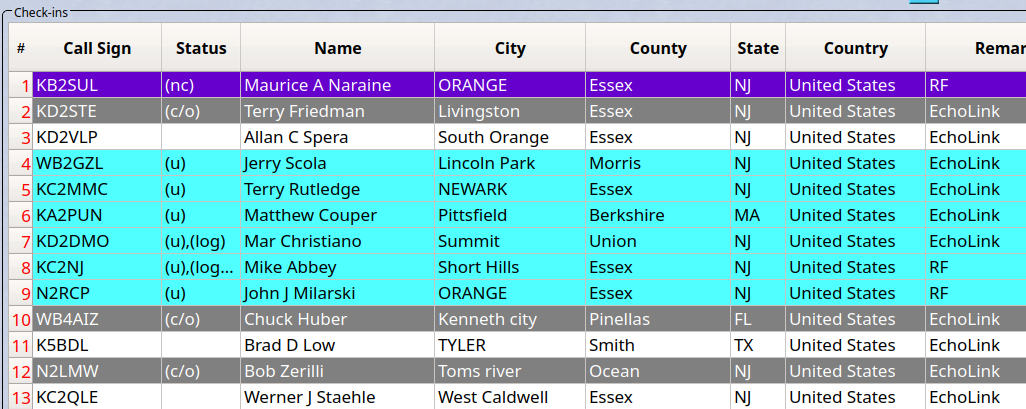 Check-ins
# Call Sign Status Name City County State Country Remar
1 KB2SUL (nc) Maurice A Naraine ORANGE Essex NJ United States RF
2 KD2STE (c/o) Terry Friedman Livingston Essex NJ United States EchoLink
3 KD2VLP Allan C Spera South Orange Essex NJ United States EchoLink
4 WB2GZL (u) Jerry Scola Lincoln Park Morris NJ United States EchoLink
5 KC2MMC (u) Terry Rutledge NEWARK Essex NJ United States EchoLink
6 KA2PUN (u) Matthew Couper Pittsfield Berkshire MA United States EchoLink
7 KD2DMO (u),(log) Mar Christiano Summit Union NJ United States EchoLink
8 KC2NJ (u),(log... Mike Abbey Short Hills Essex NJ United States RF
9 N2RCP (u) John J Milarski ORANGE Essex NJ United States RF
10 WB4AIZ (c/o) Chuck Huber Kenneth city Pinellas FL United States EchoLink
11 K5BDL Brad D Low TYLER Smith TX United States EchoLink
12 N2LMW (c/o) Bob Zerilli Toms river Ocean NJ United States EchoLink
13 KC2QLE Werner J Staehle West Caldwell Essex NJ United States EchoLink